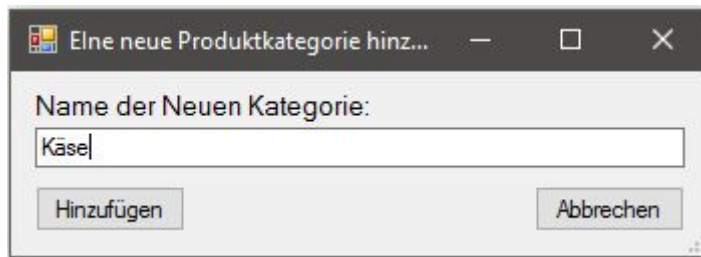 EIne neue Produktkategorie hinz...
Name der Neuen Kategorie:
Käse
Hinzufügen Abbrechen